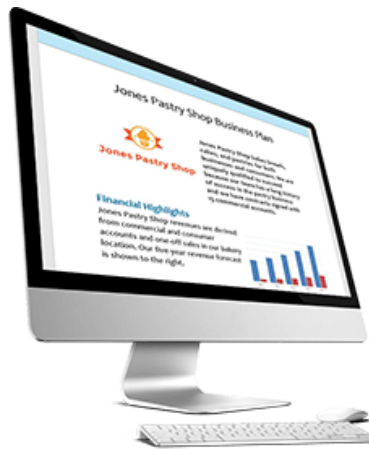 Jones Pastry Shop Business Plan
Jones Pastry Shop
Jones Pastry Shop bakes breads,
cakes, and pastries for both
businesses and consumers. We are
uniquely qualified to succeed
because our team has a long history
of success in the pastry business
and we have contracts signed with
15 commercial accounts.
Financial Highlights
Jones Pastry Shop revenues are derived
from commercial and consumer
accounts and one-off sales in our bakery
location. Our five year revenue forecast
is shown to the right.